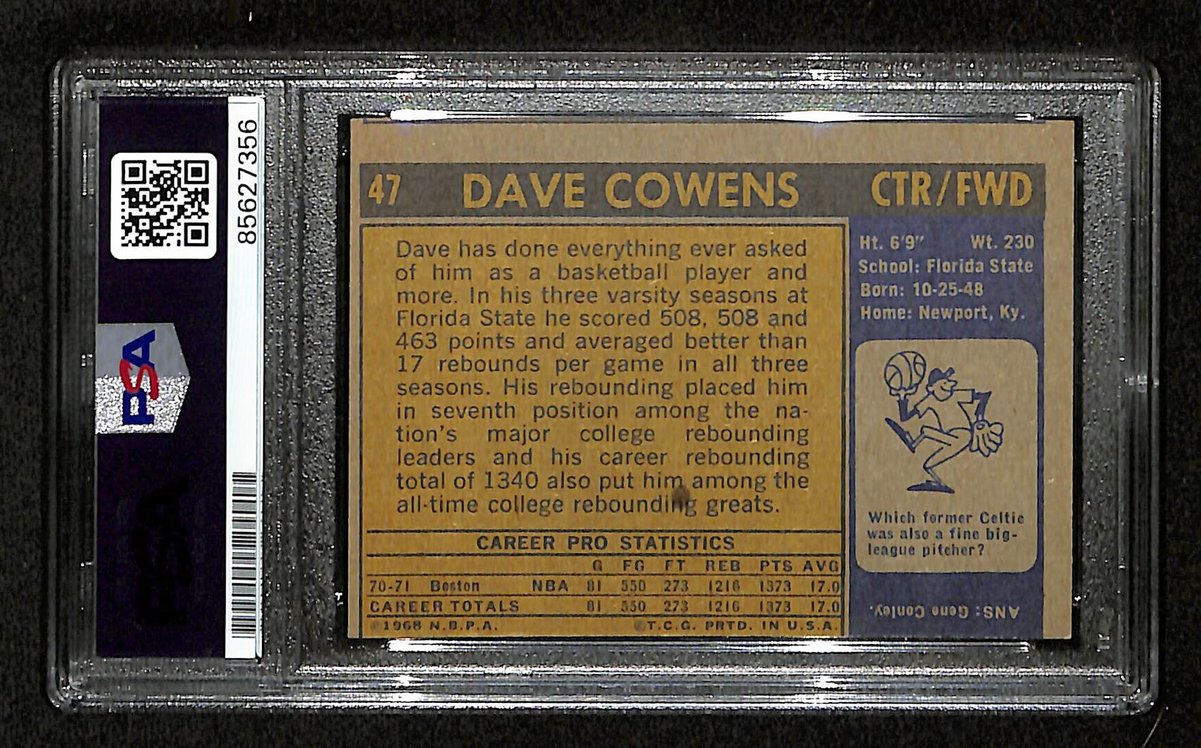 85627356
PSA
PSA
47 DAVE COWENS CTR/FWD
Dave has done everything ever asked
of him as a basketball player and
more. In his three varsity seasons at
Florida State he scored 508, 508 and
463 points and averaged better than
17 rebounds per game in all three
seasons. His rebounding placed him
in seventh position among the na-
tion's major college rebounding
leaders and his career rebounding
total of 1340 also put him among the
all-time college rebounding greats.
CAREER PRO STATISTICS
G FG FT REB PTS AVG
70-71 Boston NBA 81 550 273 1216 1373 17.0
CAREER TOTALS 81 550 273 1216 1373 17.0
©1968 N.B.P.A. ©T.C.G. PRTD. IN U.S.A.
Ht. 6'9" Wt. 230
School: Florida State
Born: 10-25-48
Home: Newport, Ky.
Which former Celtic
was also a fine big-
league pitcher?
ANS: Gene Conley.